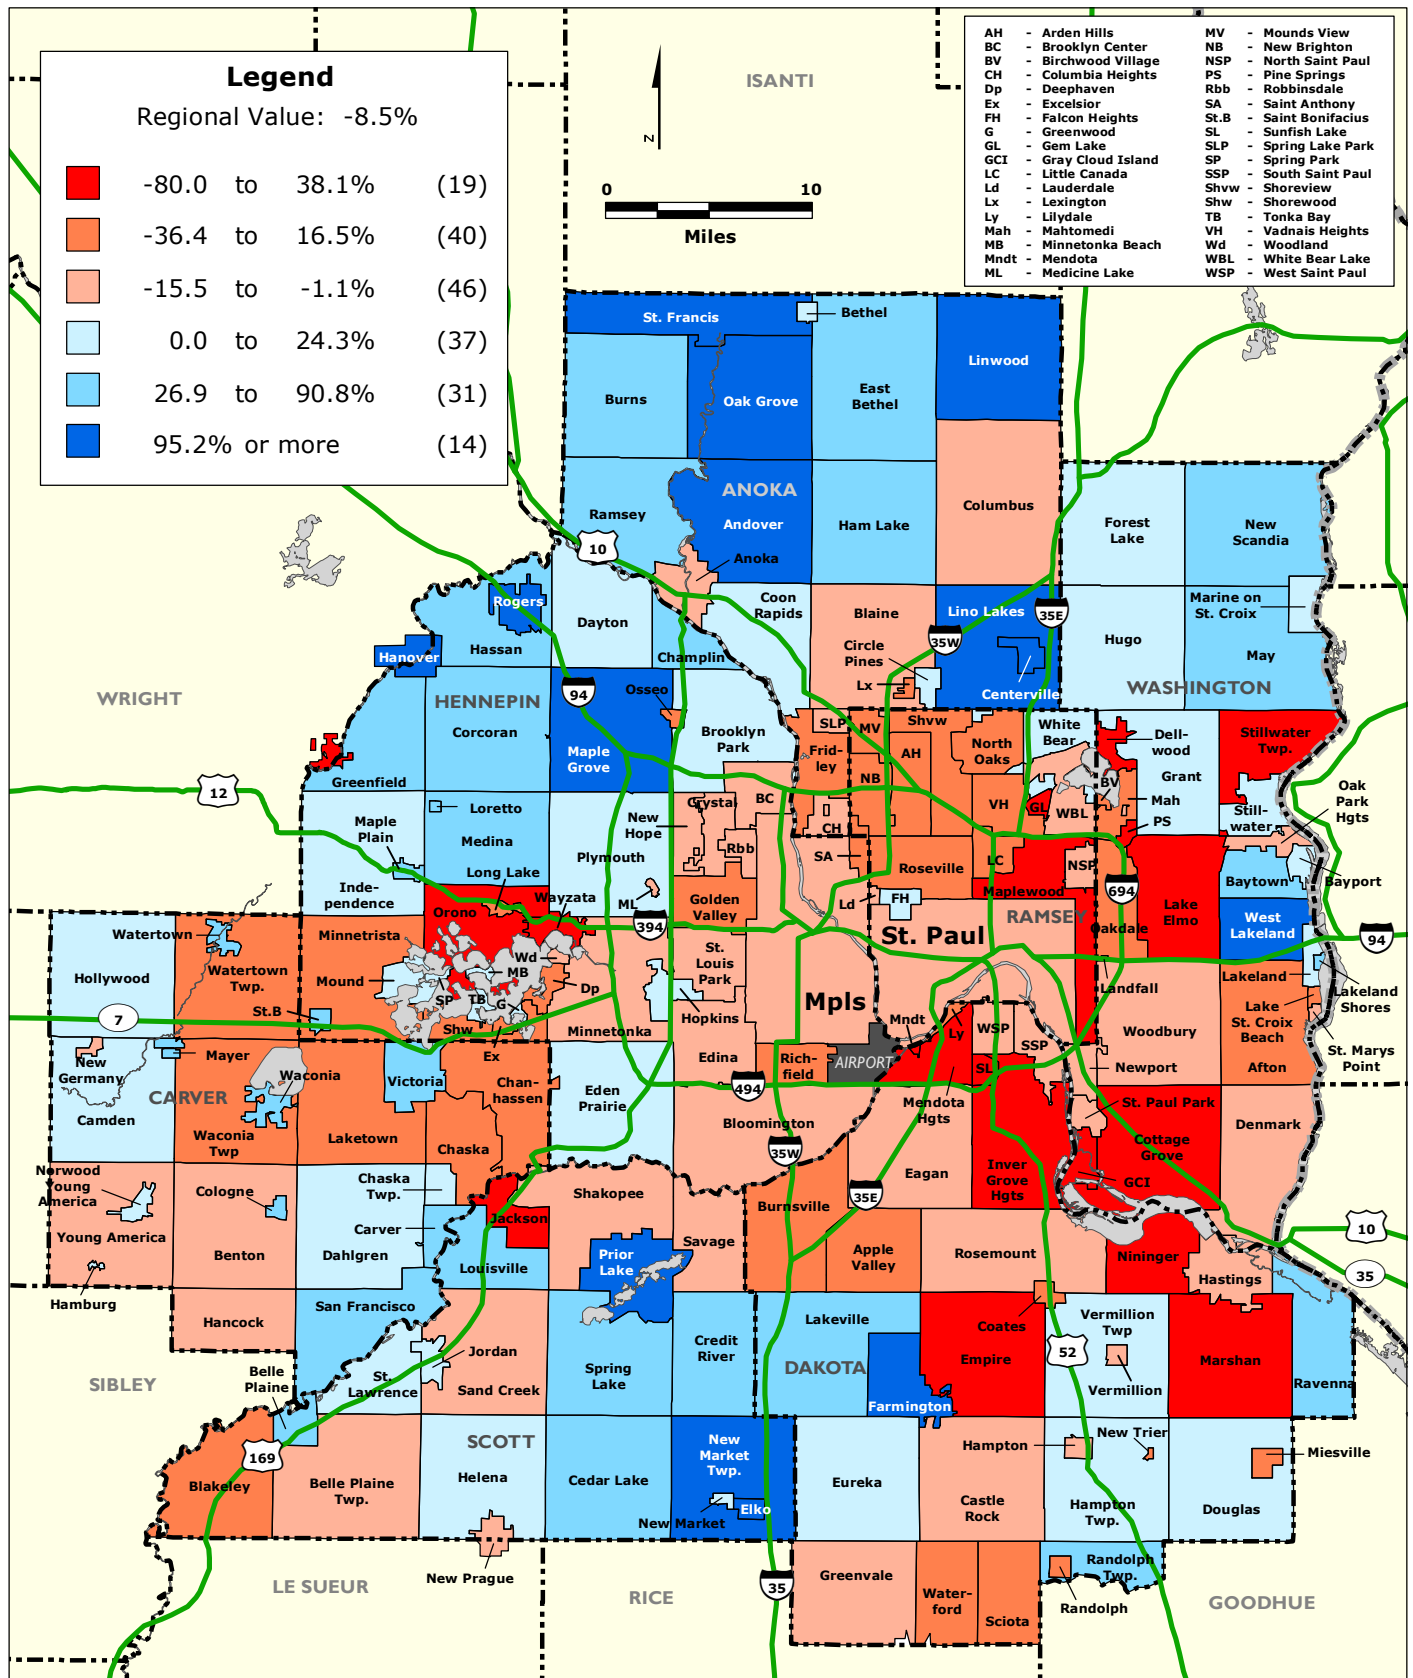 Legend
Regional Value: -8.5%
-80.0 to 38.1% (19)
-36.4 to 16.5% (40)
-15.5 to -1.1% (46)
0.0 to 24.3% (37)
26.9 to 90.8% (31)
95.2% or more (14)
ISANTI
N
0 10
Miles
AH - Arden Hills
BC - Brooklyn Center
BV - Birchwood Village
CH - Columbia Heights
Dp - Deephaven
Ex - Excelsior
FH - Falcon Heights
G - Greenwood
GL - Gem Lake
GCI - Gray Cloud Island
LC - Little Canada
Ld - Lauderdale
Lx - Lexington
Ly - Lilydale
Mah - Mahtomedi
MB - Minnetonka Beach
Mndt - Mendota
ML - Medicine Lake
MV - Mounds View
NB - New Brighton
NSP - North Saint Paul
PS - Pine Springs
Rbb - Robbinsdale
SA - Saint Anthony
St.B - Saint Bonifacius
SL - Sunfish Lake
SLP - Spring Lake Park
SP - Spring Park
SSP - South Saint Paul
Shvw - Shoreview
Shw - Shorewood
TB - Tonka Bay
VH - Vadnais Heights
Wd - Woodland
WBL - White Bear Lake
WSP - West Saint Paul
St. Francis
Bethel
Linwood
Burns
Oak Grove
East
Bethel
ANOKA
Ramsey
Andover
Ham Lake
Columbus
Forest
Lake
New
Scandia
10
Anoka
Rogers
Dayton
Coon
Rapids
Blaine
Lino Lakes
35E
Marine on
St. Croix
Hanover
Hassan
Champlin
Circle
Pines
35W
Hugo
May
Lx
Centerville
WRIGHT
HENNEPIN
94
Osseo
WASHINGTON
Corcoran
Maple
Grove
Brooklyn
Park
SLP
MV
Shvw
White
Bear
Dell-
wood
Stillwater
Twp.
Frid-
ley
AH
North
Oaks
Greenfield
NB
Grant
BV
Oak
Park
Hgts
12
Loretto
Crystal
BC
VH
GL
WBL
Mah
Still-
water
Maple
Plain
New
Hope
CH
PS
Medina
Plymouth
Rbb
SA
Roseville
LC
NSP
Long Lake
Baytown
Bayport
Inde-
pendence
Wayzata
ML
Golden
Valley
Ld
FH
Maplewood
694
Lake
Elmo
Orono
394
RAMSEY
Oakdale
West
Lakeland
94
Watertown
Minnetrista
St. Paul
Hollywood
Watertown
Twp.
Mound
Wd
MB
St.
Louis
Park
Lakeland
Lakeland
Shores
SP
TB
G
Dp
Mpls
Landfall
7
St.B
Shw
Ex
Minnetonka
Hopkins
Mndt
Ly
WSP
SSP
Woodbury
Lake
St. Croix
Beach
St. Marys
Point
New
Germany
Mayer
Waconia
Victoria
Chan-
hassen
Edina
Rich-
field
AIRPORT
SL
Newport
Afton
CARVER
Camden
Eden
Prairie
494
Mendota
Hgts
St. Paul Park
Waconia
Twp
Laketown
Chaska
Bloomington
35W
Cottage
Grove
Denmark
Norwood
Young
America
Cologne
Chaska
Twp.
Shakopee
Eagan
35E
Inver
Grove
Hgts
GCI
Young America
Benton
Carver
Dahlgren
Jackson
Burnsville
10
Louisville
Prior
Lake
Savage
Apple
Valley
Rosemount
Nininger
Hastings
35
Hamburg
Hancock
San Francisco
Lakeville
Coates
Vermillion
Twp
SIBLEY
Belle
Plaine
St.
Lawrence
Jordan
Sand Creek
Spring
Lake
Credit
River
DAKOTA
Farmington
Empire
52
Vermillion
Marshan
Ravenna
169
SCOTT
New
Market
Twp.
Hampton
New Trier
Miesville
Blakeley
Belle Plaine
Twp.
Helena
Cedar Lake
Elko
New Market
Eureka
Castle
Rock
Hampton
Twp.
Douglas
New Prague
LE SUEUR
RICE
35
Greenvale
Water-
ford
Sciota
Randolph
Twp.
Randolph
GOODHUE